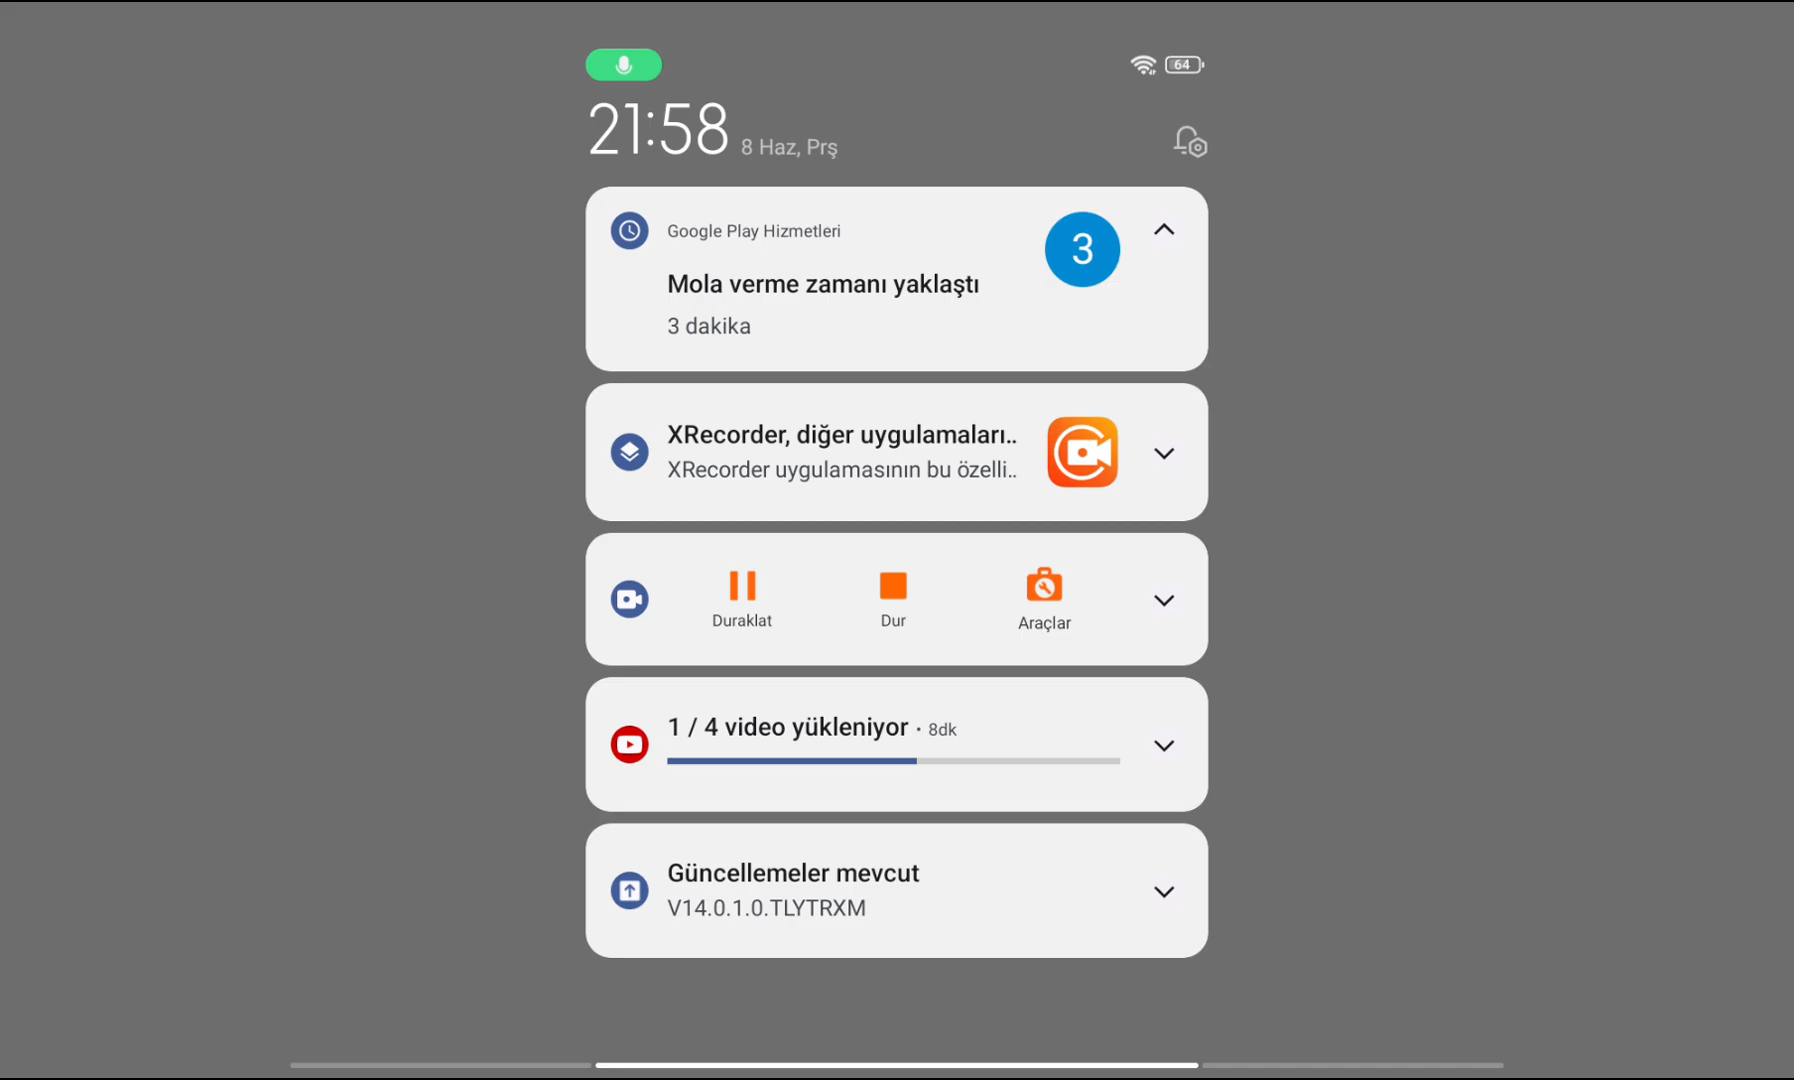 64
21:58 8 Haz, Prş
Google Play Hizmetleri
3
Mola verme zamanı yaklaştı
3 dakika
XRecorder, diğer uygulamaları..
XRecorder uygulamasının bu özelli..
Duraklat Dur Araçlar
1 / 4 video yükleniyor · 8dk
Güncellemeler mevcut
V14.0.1.0.TLYTRXM